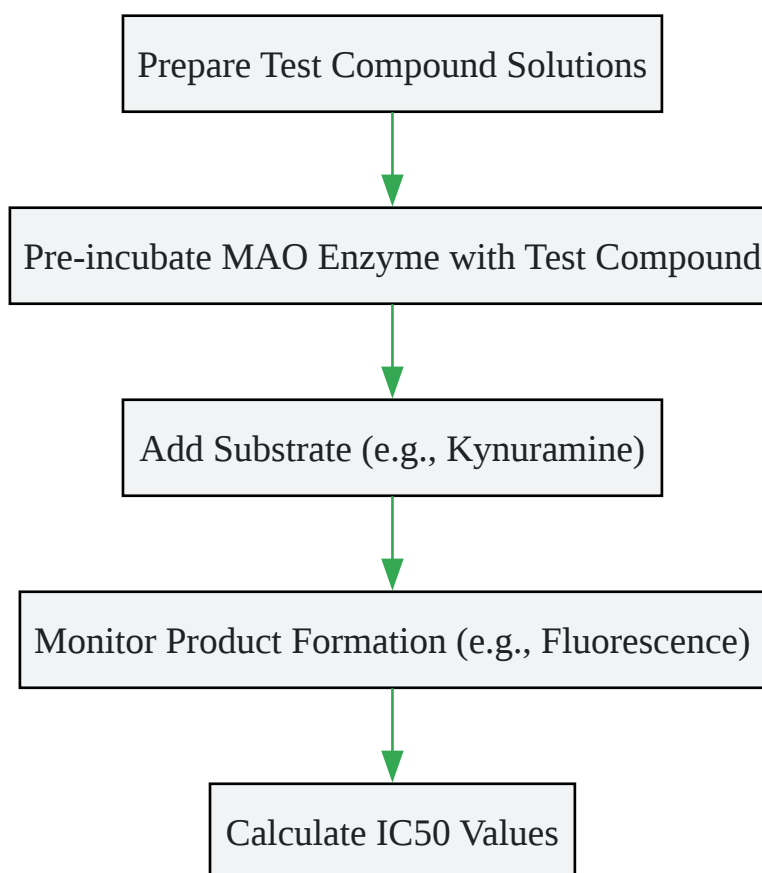 Prepare Test Compound Solutions
Pre-incubate MAO Enzyme with Test Compound
Add Substrate (e.g., Kynuramine)
Monitor Product Formation (e.g., Fluorescence)
Calculate IC50 Values